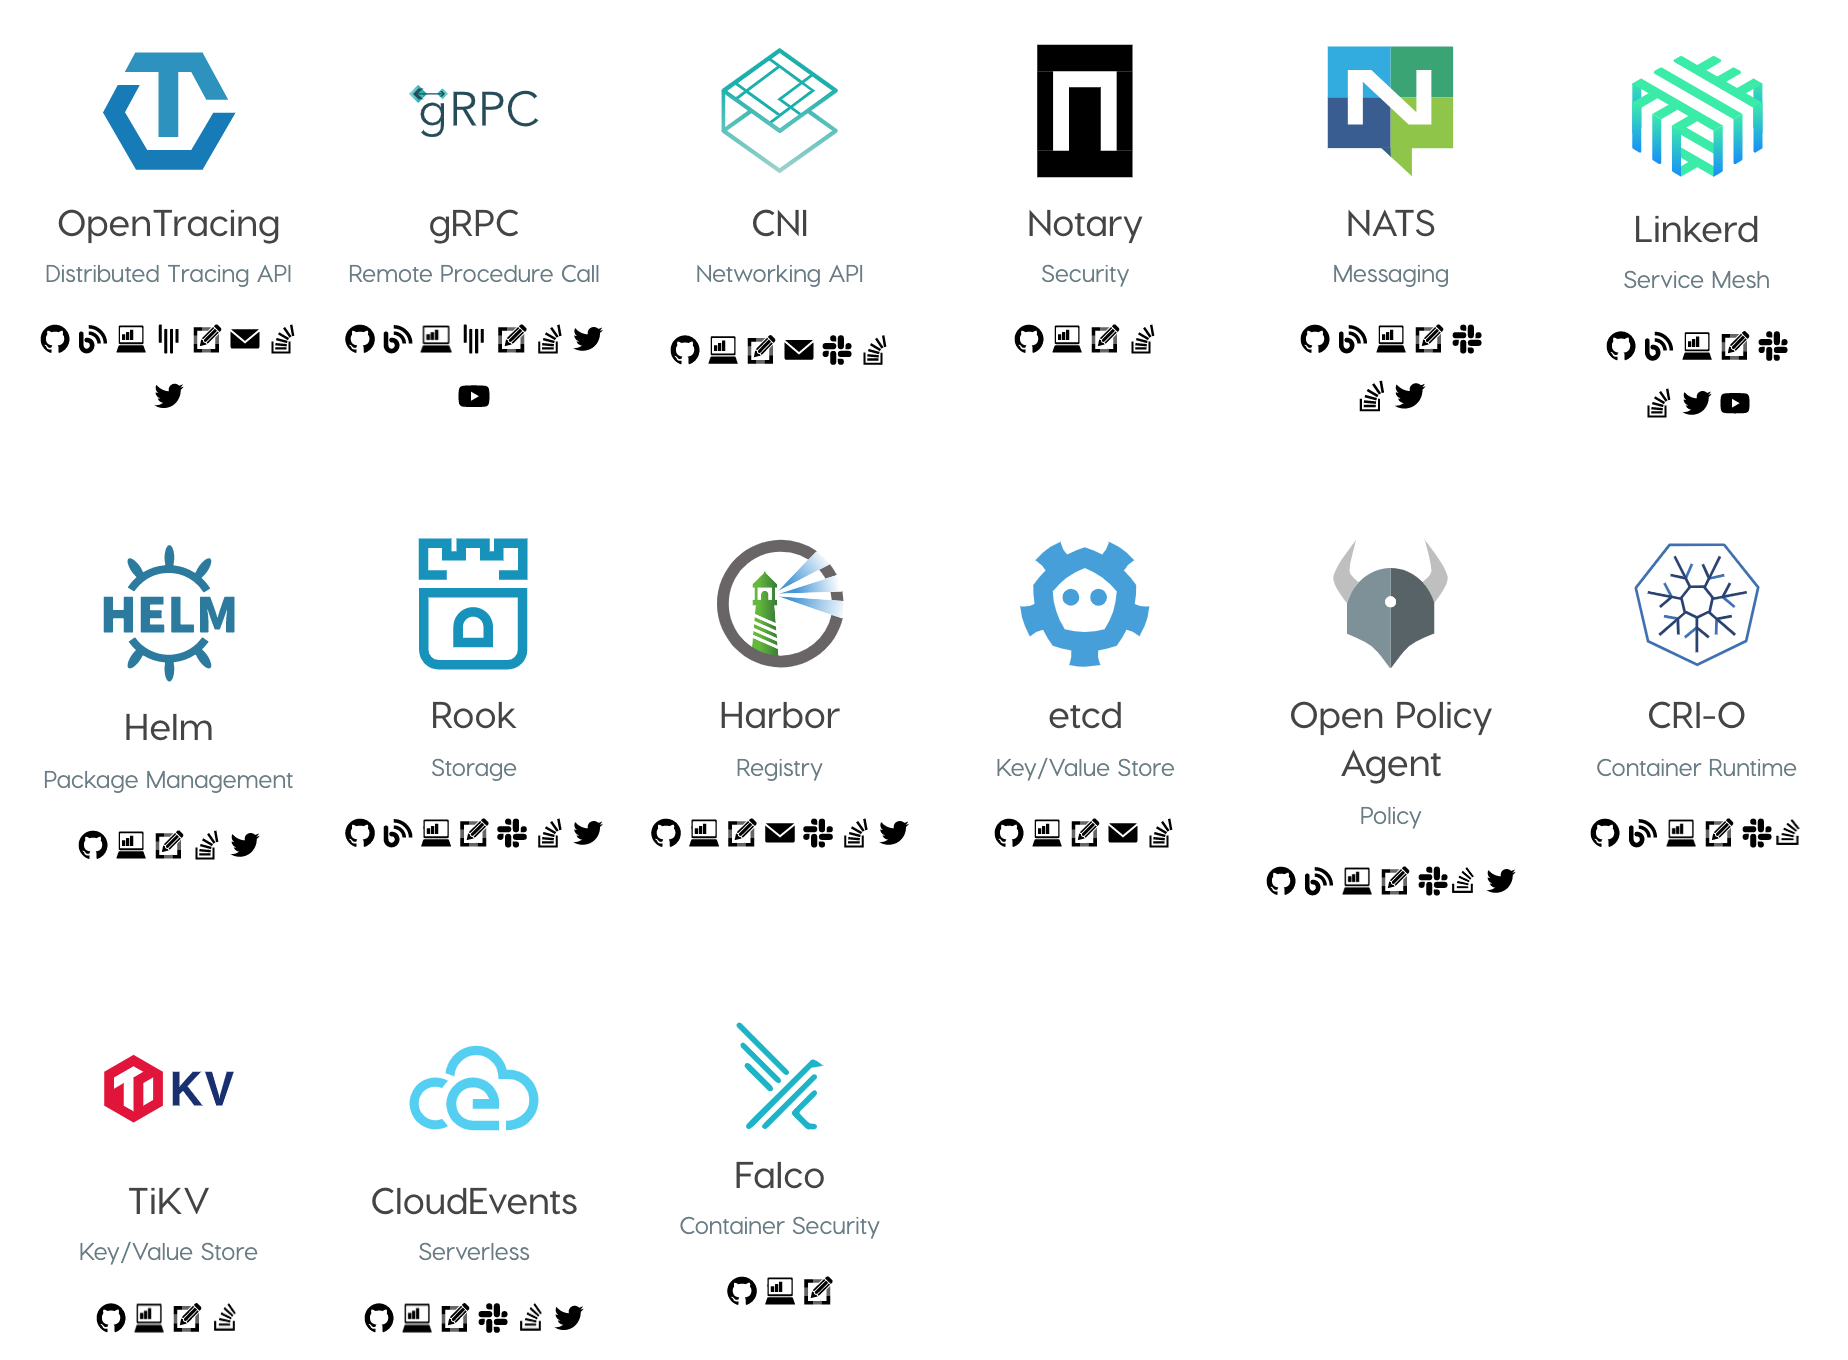 gRPC
OpenTracing
gRPC
CNI
Notary
NATS
Linkerd
Distributed Tracing API
Remote Procedure Call
Networking API
Security
Messaging
Service Mesh
HELM
Helm
Rook
Harbor
etcd
Open Policy
Agent
CRI-O
Package Management
Storage
Registry
Key/Value Store
Policy
Container Runtime
Ti KV
TiKV
CloudEvents
Falco
Key/Value Store
Serverless
Container Security